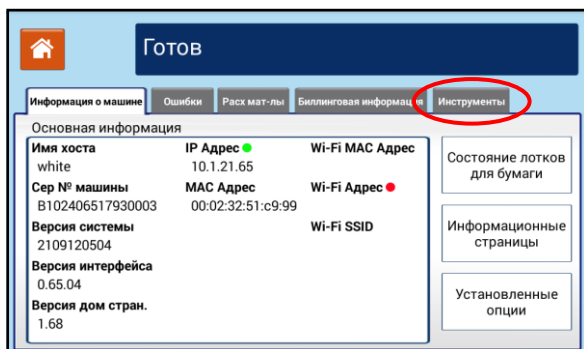 Готов
Информация о машине Ошибки Расх мат-лы Биллинговая информация Инструменты
Основная информация
Имя хоста IP Адрес Wi-Fi MAC Адрес
white 10.1.21.65
Сер № машины MAC Адрес Wi-Fi Адрес
B102406517930003 00:02:32:51:c9:99
Версия системы Wi-Fi SSID
2109120504
Версия интерфейса
0.65.04
Версия дом стран.
1.68
Состояние лотков
для бумаги
Информационные
страницы
Установленные
опции